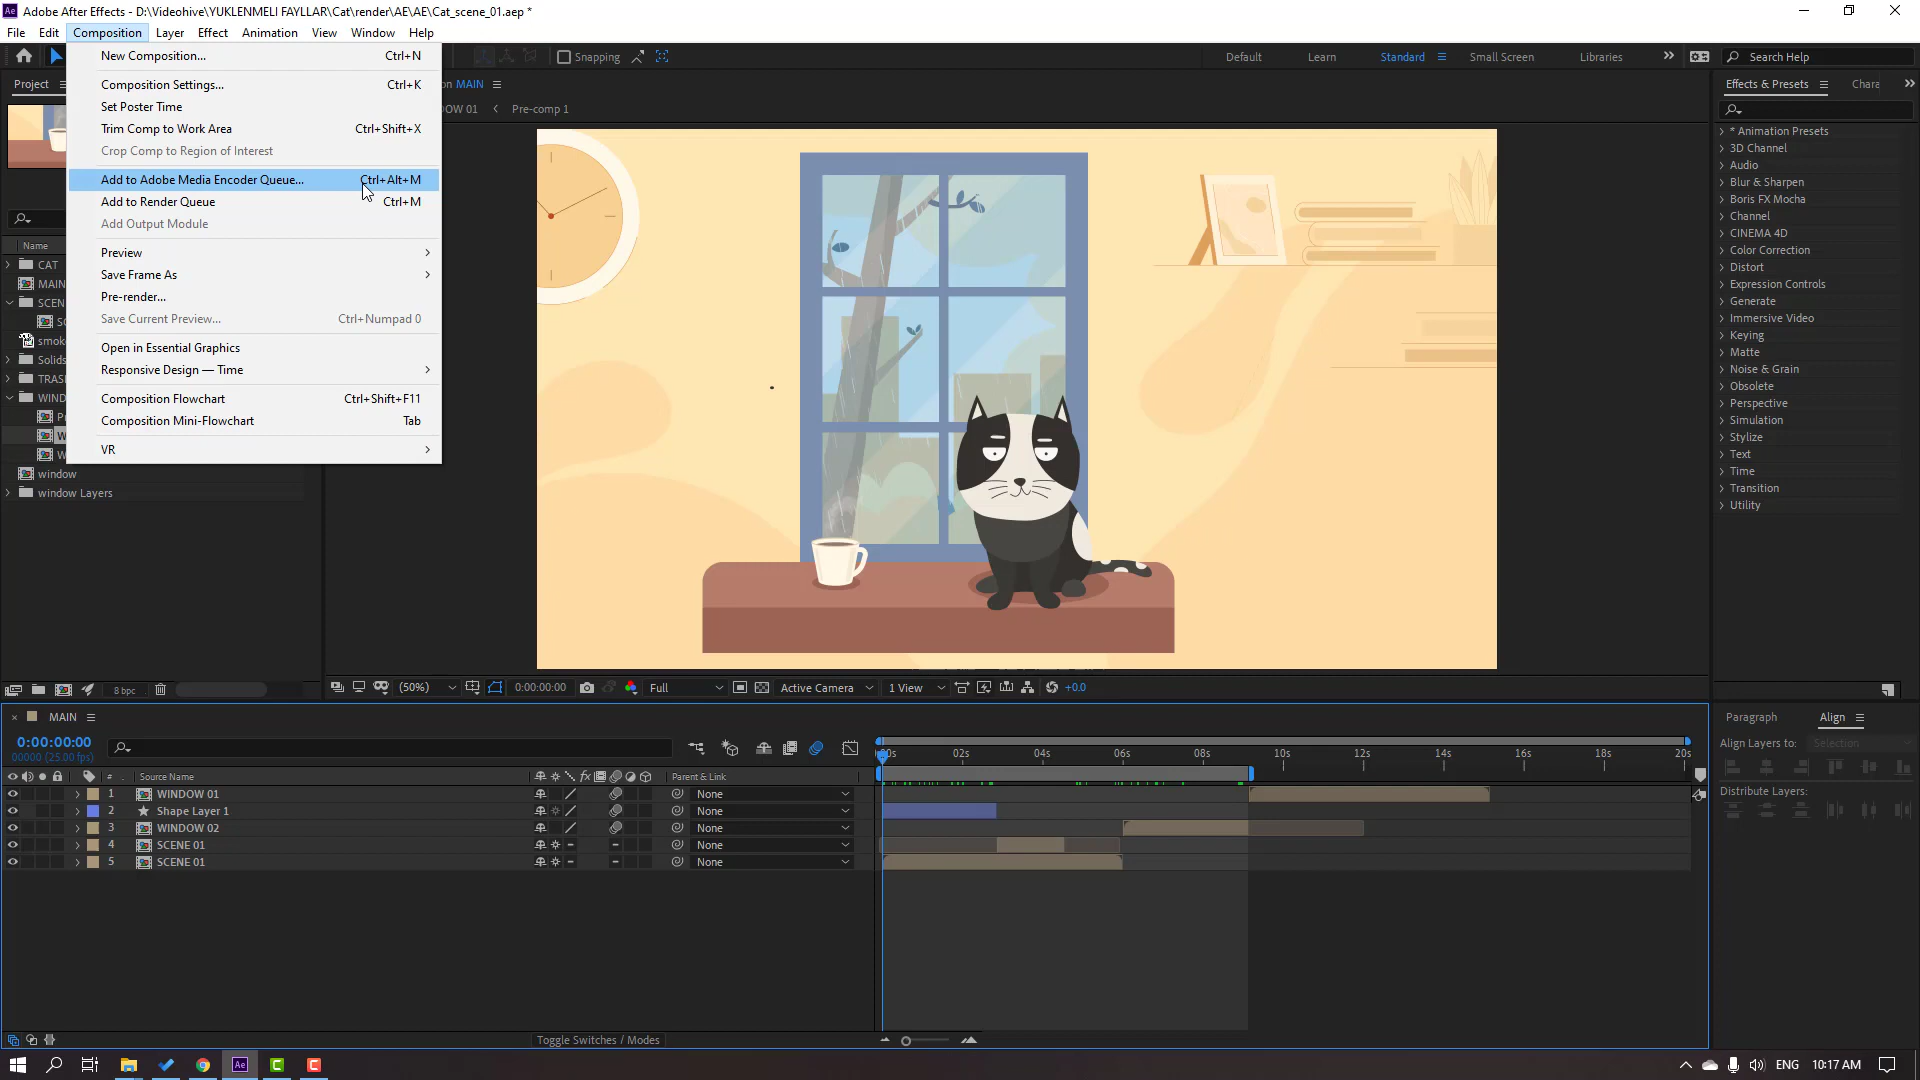 Adobe After Effects - D:\Videohive\YUKLENMELI FAYLLAR\Cat\render\AE\AE\Cat_scene_01.aep *
File Edit Composition Layer Effect Animation View Window Help
Snapping
Default Learn Standard Small Screen Libraries
Search Help
New Composition... Ctrl+N
Composition Settings... Ctrl+K
Set Poster Time
Trim Comp to Work Area Ctrl+Shift+X
Crop Comp to Region of Interest
Add to Adobe Media Encoder Queue... Ctrl+Alt+M
Add to Render Queue Ctrl+M
Add Output Module
Preview
Save Frame As
Pre-render...
Save Current Preview... Ctrl+Numpad 0
Open in Essential Graphics
Responsive Design — Time
Composition Flowchart Ctrl+Shift+F11
Composition Mini-Flowchart Tab
VR
Project
Name
CAT
MAIN
SCEN
SC
smok
Solids
TRAS
WIND
P
W
W
window
window Layers
8 bpc
on MAIN
OW 01 Pre-comp 1
(50%) 0:00:00:00 Full Active Camera 1 View +0.0
Effects & Presets Chara
* Animation Presets
3D Channel
Audio
Blur & Sharpen
Boris FX Mocha
Channel
CINEMA 4D
Color Correction
Distort
Expression Controls
Generate
Immersive Video
Keying
Matte
Noise & Grain
Obsolete
Perspective
Simulation
Stylize
Text
Time
Transition
Utility
Paragraph Align
Align Layers to: Selection
Distribute Layers:
MAIN
0:00:00:00
00000 (25.00 fps)
:00s 02s 04s 06s 08s 10s 12s 14s 16s 18s 20s
# Source Name fx Parent & Link
1 WINDOW 01 None
2 Shape Layer 1 None
3 WINDOW 02 None
4 SCENE 01 None
5 SCENE 01 None
Toggle Switches / Modes
Ae
C C
ENG 10:17 AM